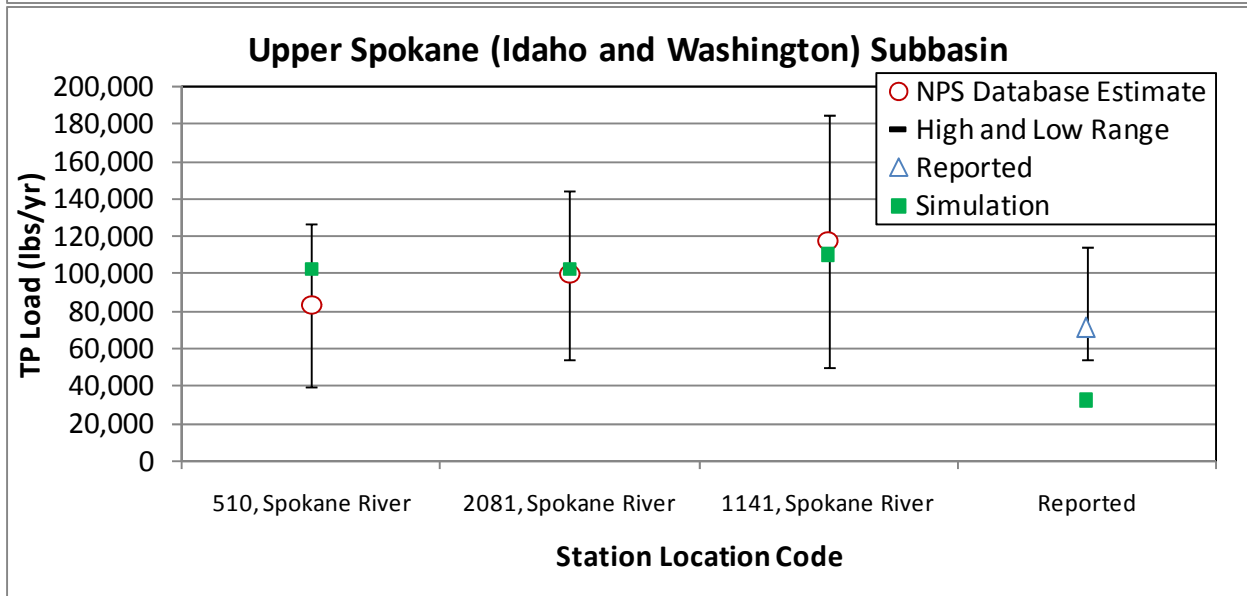 Upper Spokane (Idaho and Washington) Subbasin
200,000
180,000
160,000
140,000
120,000
100,000
80,000
60,000
40,000
20,000
0
TP Load (lbs/yr)
NPS Database Estimate
High and Low Range
Reported
Simulation
510, Spokane River
2081, Spokane River
1141, Spokane River
Reported
Station Location Code